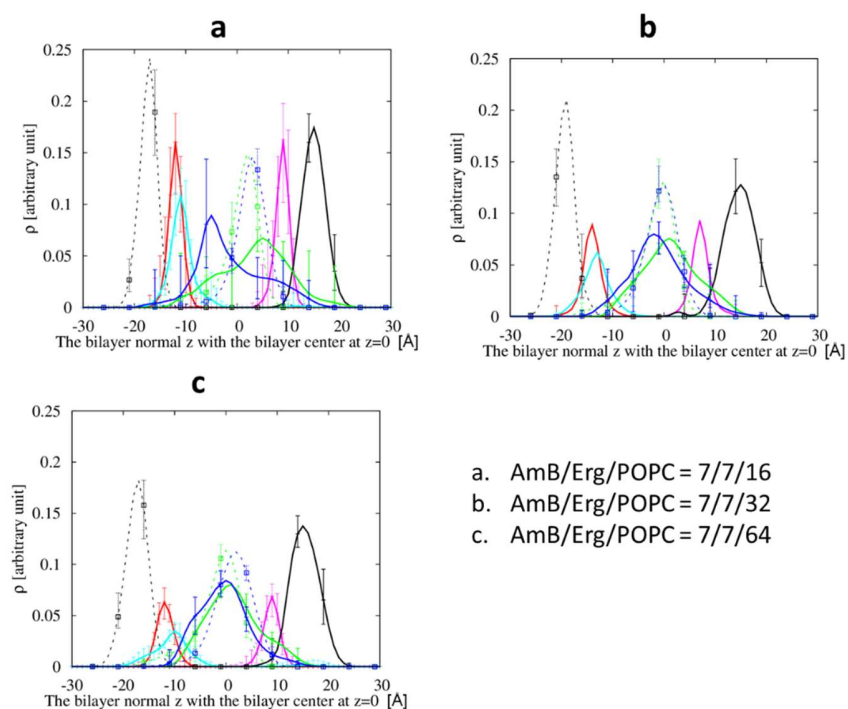 a
0.25
0.2
0.15
0.1
0.05
0
-30 -20 -10 0 10 20 30
ρ [arbitrary unit]
The bilayer normal z with the bilayer center at z=0 [Å]
b
0.25
0.2
0.15
0.1
0.05
0
-30 -20 -10 0 10 20 30
ρ [arbitrary unit]
The bilayer normal z with the bilayer center at z=0 [Å]
c
0.25
0.2
0.15
0.1
0.05
0
-30 -20 -10 0 10 20 30
ρ [arbitrary unit]
The bilayer normal z with the bilayer center at z=0 [Å]
a. AmB/Erg/POPC = 7/7/16
b. AmB/Erg/POPC = 7/7/32
c. AmB/Erg/POPC = 7/7/64